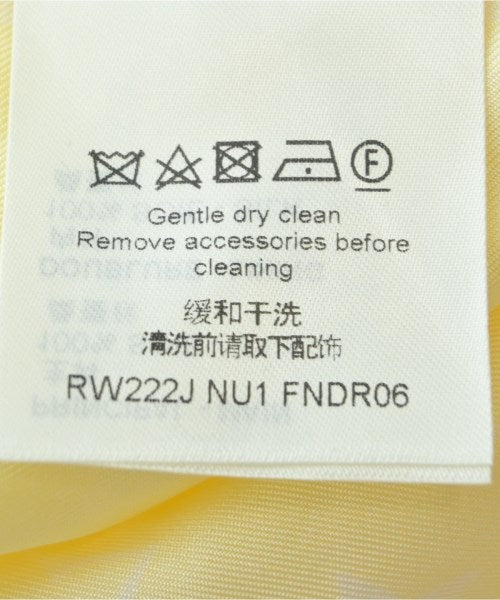 F
Gentle dry clean
Remove accessories before
cleaning
缓和干洗
清洗前请取下配饰
RW222J NU1 FNDR06